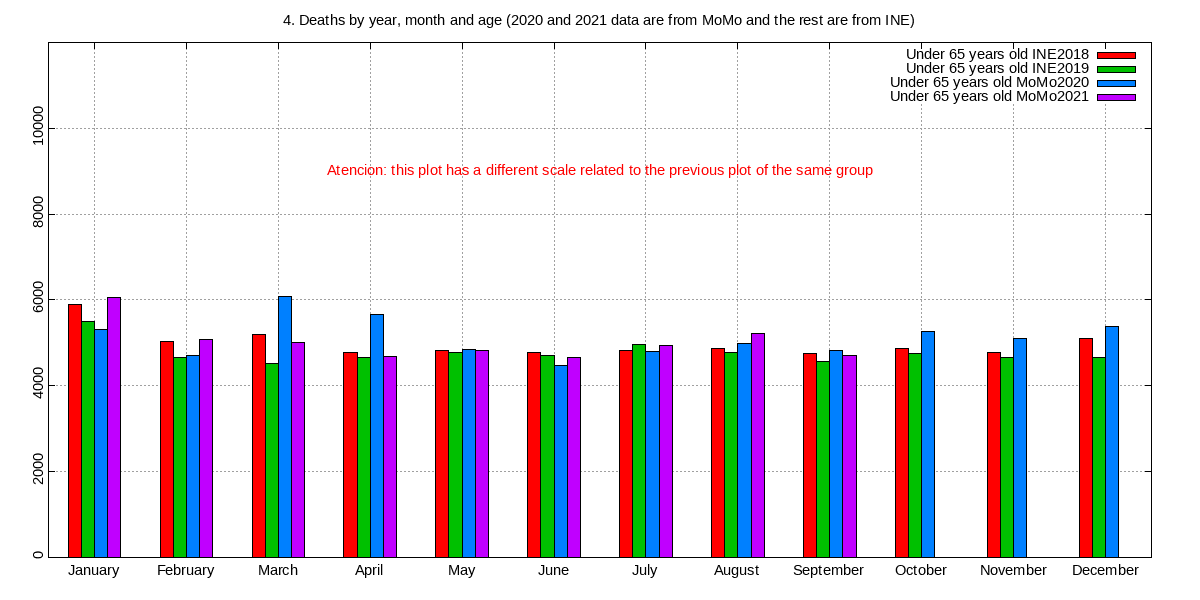 4. Deaths by year, month and age (2020 and 2021 data are from MoMo and the rest are from INE)
Under 65 years old INE2018
Under 65 years old INE2019
Under 65 years old MoMo2020
Under 65 years old MoMo2021
Atencion: this plot has a different scale related to the previous plot of the same group
10000
8000
6000
4000
2000
0
January February March April May June July August September October November December